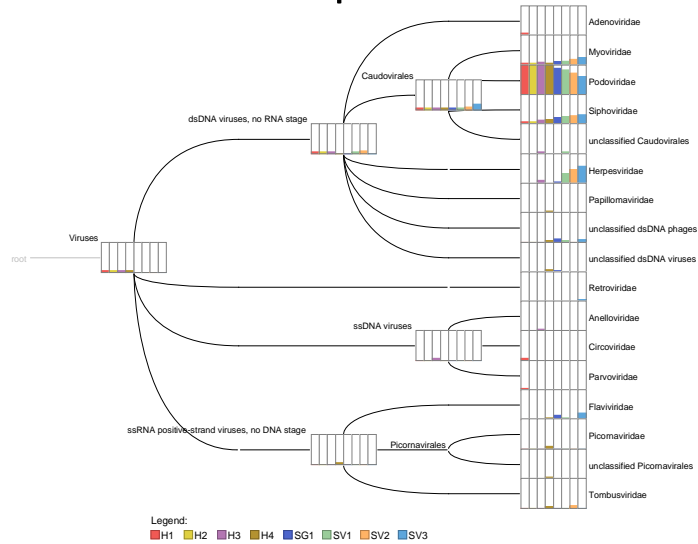 Adenoviridae
Myoviridae
Caudovirales
Podoviridae
Siphoviridae
dsDNA viruses, no RNA stage
unclassified Caudovirales
Herpesviridae
Papillomaviridae
unclassified dsDNA phages
Viruses
root
unclassified dsDNA viruses
Retroviridae
Anelloviridae
ssDNA viruses
Circoviridae
Parvoviridae
Flaviviridae
ssRNA positive-strand viruses, no DNA stage
Picornaviridae
Picornavirales
unclassified Picornavirales
Tombusviridae
Legend:
H1 H2 H3 H4 SG1 SV1 SV2 SV3